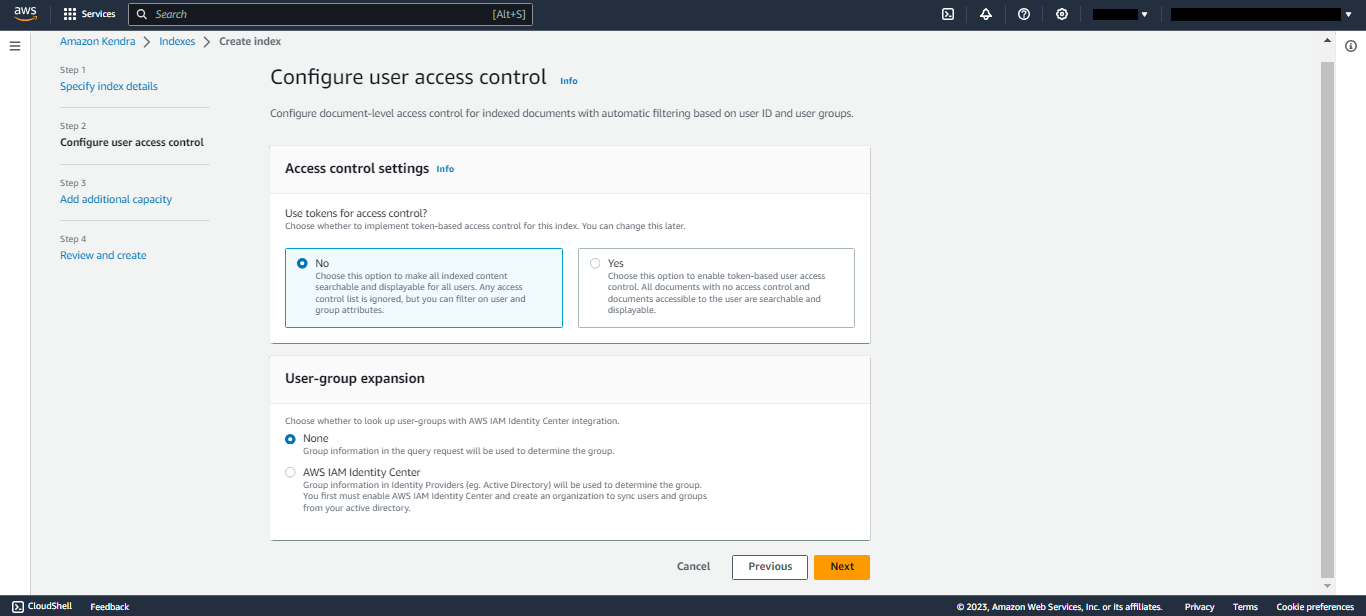 aws Services Search [Alt+S]
Amazon Kendra Indexes Create index
Step 1
Specify index details
Step 2
Configure user access control
Step 3
Add additional capacity
Step 4
Review and create
Configure user access control Info
Configure document-level access control for indexed documents with automatic filtering based on user ID and user groups.
Access control settings Info
Use tokens for access control?
Choose whether to implement token-based access control for this index. You can change this later.
No
Choose this option to make all indexed content
searchable and displayable for all users. Any access
control list is ignored, but you can filter on user and
group attributes.
Yes
Choose this option to enable token-based user access
control. All documents with no access control and
documents accessible to the user are searchable and
displayable.
User-group expansion
Choose whether to look up user-groups with AWS IAM Identity Center integration.
None
Group information in the query request will be used to determine the group.
AWS IAM Identity Center
Group information in Identity Providers (eg. Active Directory) will be used to determine the group.
You first must enable AWS IAM Identity Center and create an organization to sync users and groups
from your active directory.
Cancel Previous Next
CloudShell Feedback © 2023, Amazon Web Services, Inc. or its affiliates. Privacy Terms Cookie preferences